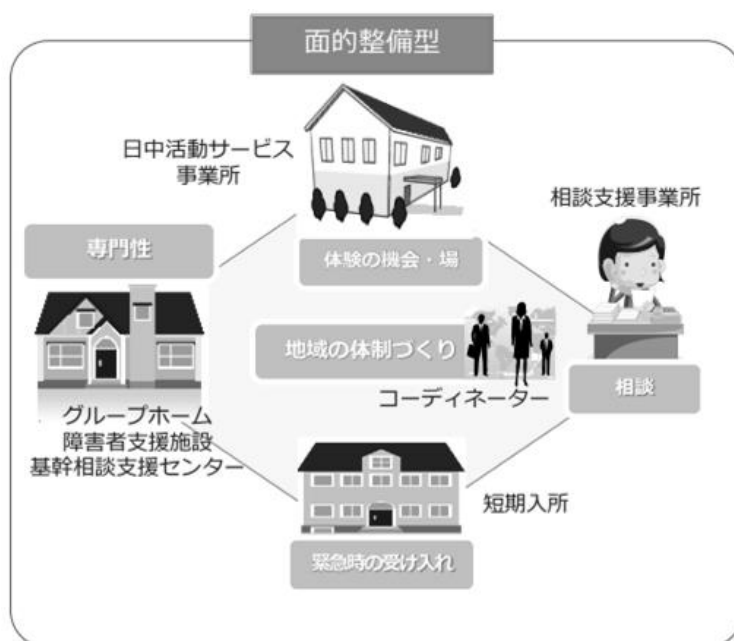 面的整備型
日中活動サービス
事業所
相談支援事業所
専門性
体験の機会・場
地域の体制づくり
コーディネーター
相談
グループホーム
障害者支援施設
基幹相談支援センター
短期入所
緊急時の受け入れ